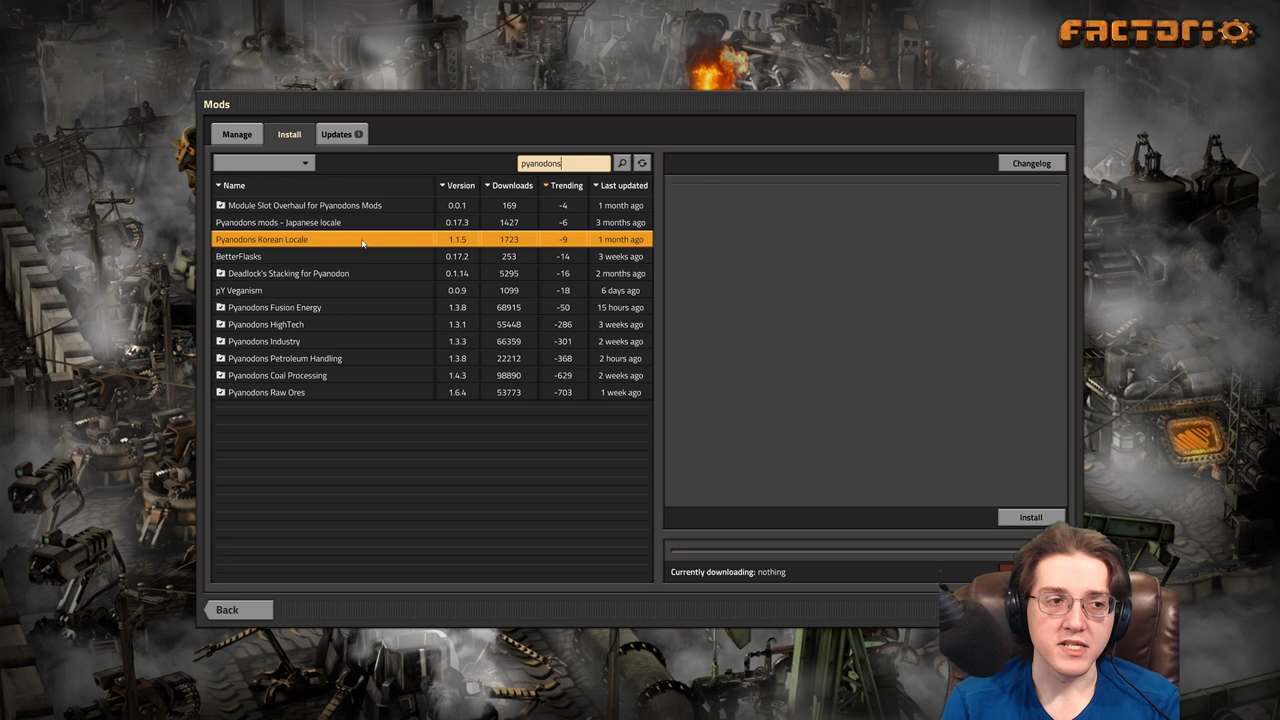 FACTORIO
Mods
Manage Install Updates 1
pyanodons
Changelog
Name Version Downloads Trending Last updated
Module Slot Overhaul for Pyanodons Mods 0.0.1 169 -4 1 month ago
Pyanodons mods - Japanese locale 0.17.3 1427 -6 3 months ago
Pyanodons Korean Locale 1.1.5 1723 -9 1 month ago
BetterFlasks 0.17.2 253 -14 3 weeks ago
Deadlock's Stacking for Pyanodon 0.1.14 5295 -16 2 months ago
pY Veganism 0.0.9 1099 -18 6 days ago
Pyanodons Fusion Energy 1.3.8 68915 -50 15 hours ago
Pyanodons HighTech 1.3.1 55448 -286 3 weeks ago
Pyanodons Industry 1.3.3 66359 -301 2 weeks ago
Pyanodons Petroleum Handling 1.3.8 22212 -368 2 hours ago
Pyanodons Coal Processing 1.4.3 98890 -629 2 weeks ago
Pyanodons Raw Ores 1.6.4 53773 -703 1 week ago
Install
Currently downloading: nothing
Back